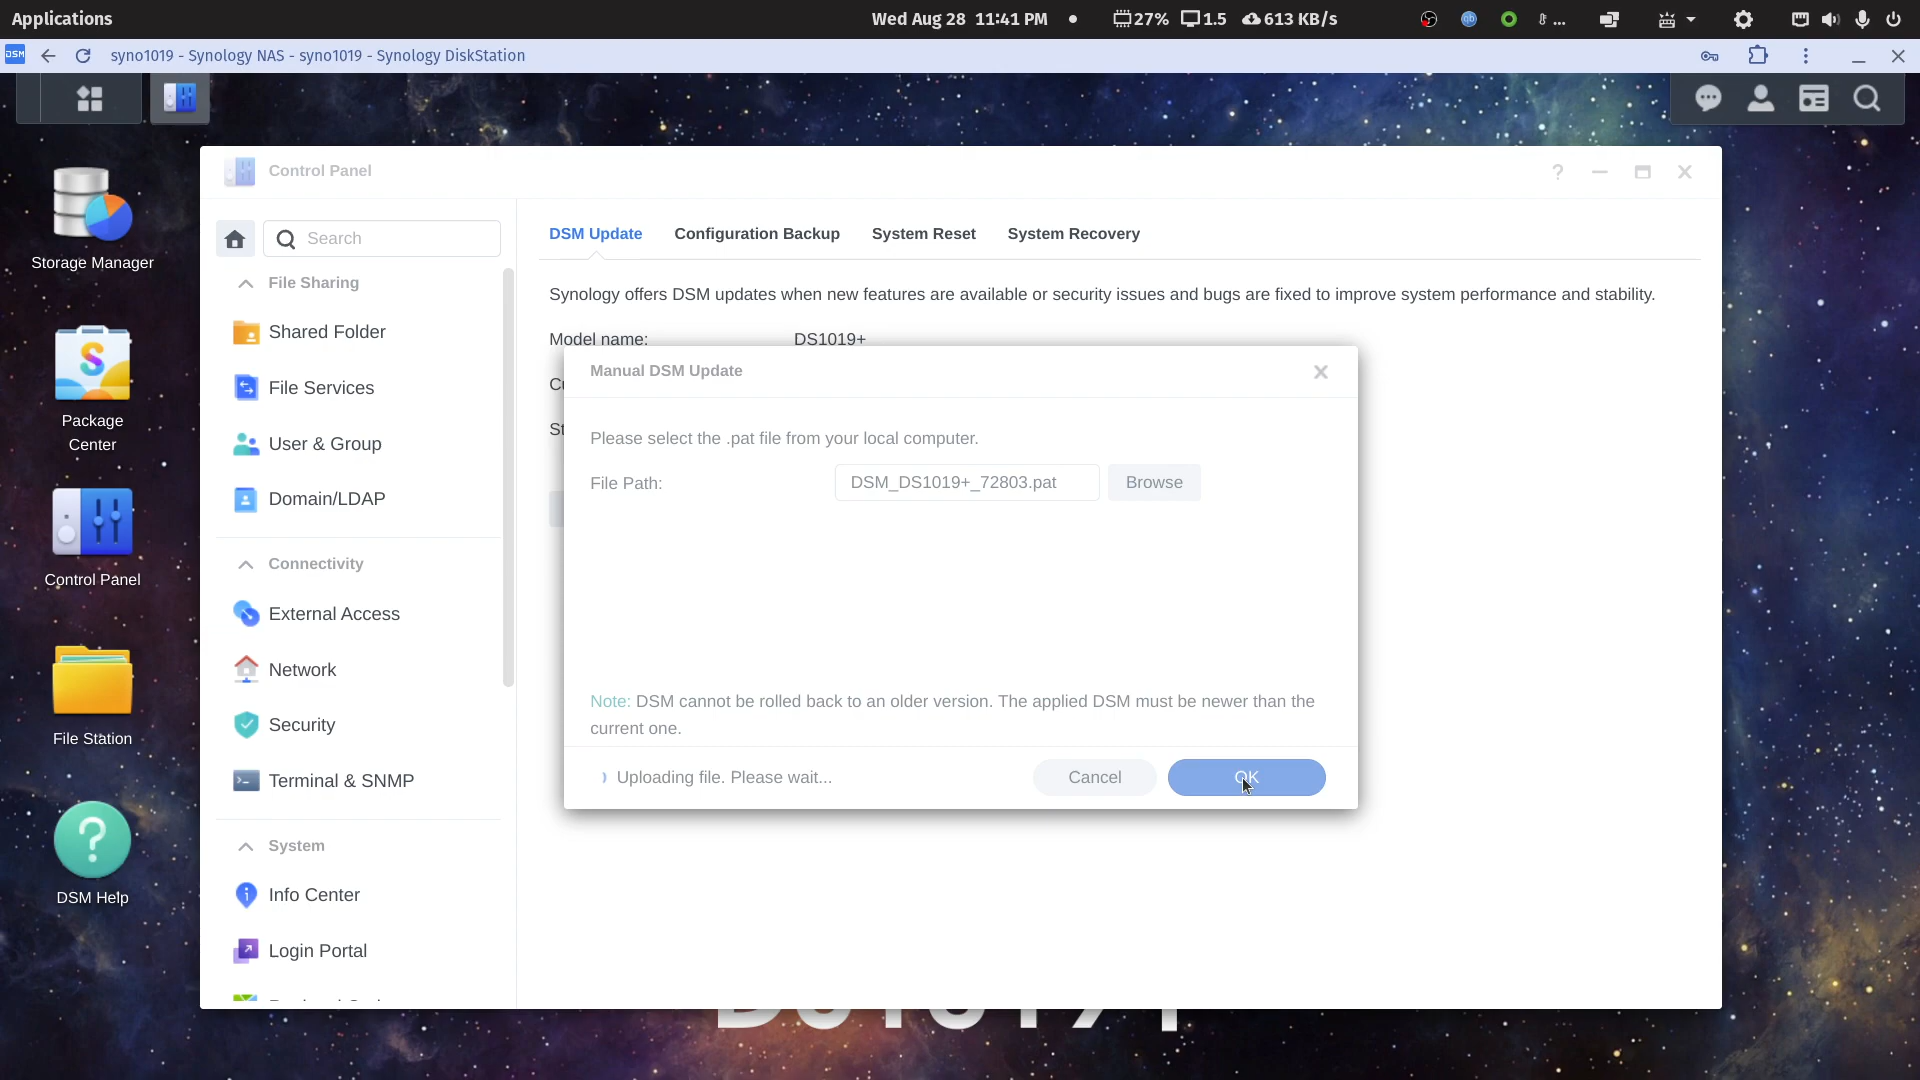 Applications
Wed Aug 28 11:41 PM
27%
1.5
613 KB/s
...
DSM
syno1019 - Synology NAS - syno1019 - Synology DiskStation
Storage Manager
Package
Center
Control Panel
File Station
DSM Help
Control Panel
Search
File Sharing
Shared Folder
File Services
User & Group
Domain/LDAP
Connectivity
External Access
Network
Security
Terminal & SNMP
System
Info Center
Login Portal
DSM Update
Configuration Backup
System Reset
System Recovery
Synology offers DSM updates when new features are available or security issues and bugs are fixed to improve system performance and stability.
Model name: DS1019+
Manual DSM Update
Please select the .pat file from your local computer.
File Path:
DSM_DS1019+_72803.pat
Browse
Note: DSM cannot be rolled back to an older version. The applied DSM must be newer than the
current one.
Uploading file. Please wait...
Cancel
OK